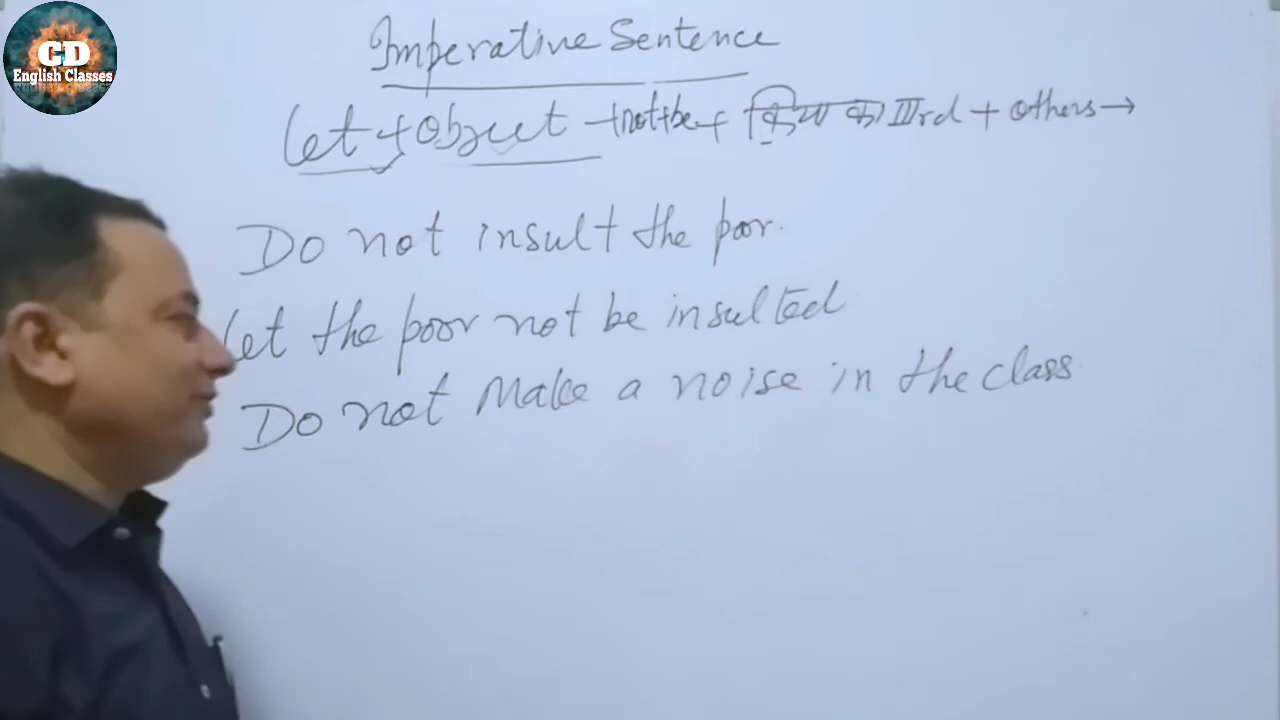 CD
English Classes
Imperative Sentence
Let + Object + not + be + क्रिया का IIIrd + Others →
Do not insult the poor.
Let the poor not be insulted
Do not Make a noise in the class